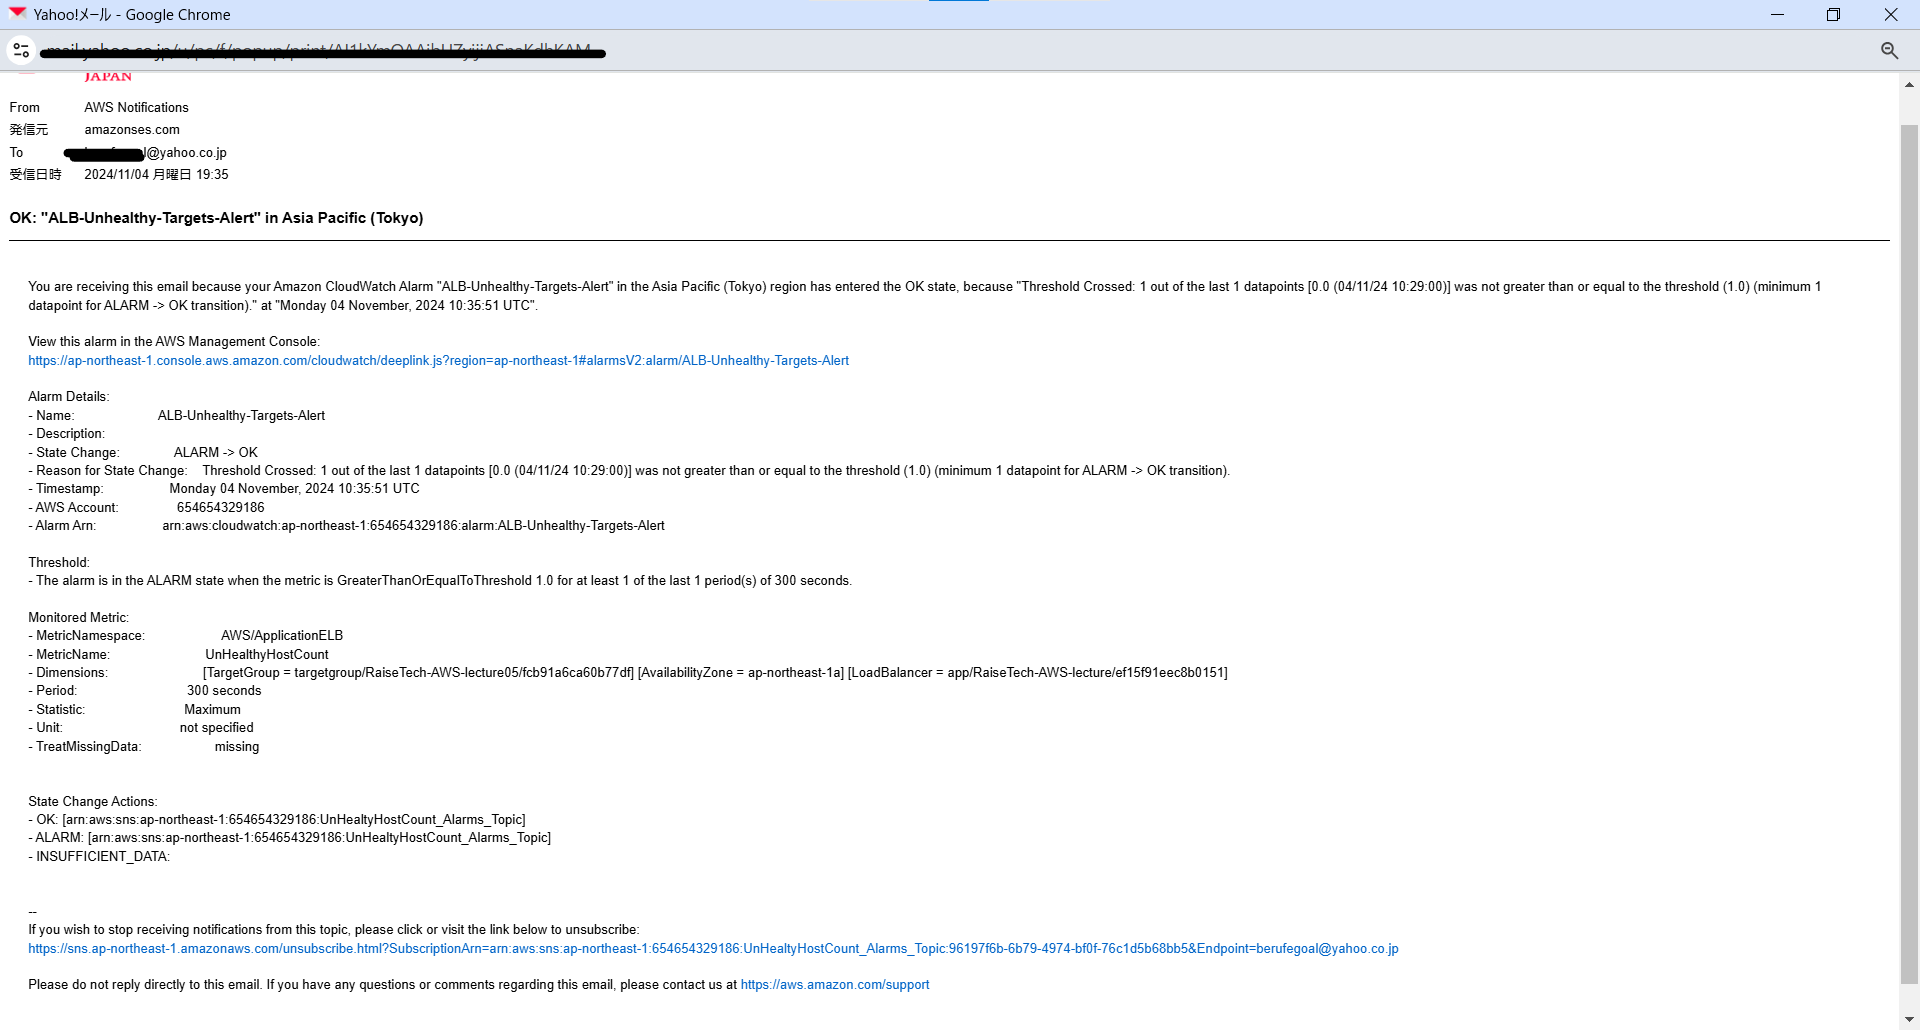 Yahoo!メール - Google Chrome
JAPAN
From AWS Notifications
発信元 amazonses.com
To l@yahoo.co.jp
受信日時 2024/11/04 月曜日 19:35
OK: "ALB-Unhealthy-Targets-Alert" in Asia Pacific (Tokyo)
You are receiving this email because your Amazon CloudWatch Alarm "ALB-Unhealthy-Targets-Alert" in the Asia Pacific (Tokyo) region has entered the OK state, because "Threshold Crossed: 1 out of the last 1 datapoints [0.0 (04/11/24 10:29:00)] was not greater than or equal to the threshold (1.0) (minimum 1
datapoint for ALARM -> OK transition)." at "Monday 04 November, 2024 10:35:51 UTC".
View this alarm in the AWS Management Console:
https://ap-northeast-1.console.aws.amazon.com/cloudwatch/deeplink.js?region=ap-northeast-1#alarmsV2:alarm/ALB-Unhealthy-Targets-Alert
Alarm Details:
- Name: ALB-Unhealthy-Targets-Alert
- Description:
- State Change: ALARM -> OK
- Reason for State Change: Threshold Crossed: 1 out of the last 1 datapoints [0.0 (04/11/24 10:29:00)] was not greater than or equal to the threshold (1.0) (minimum 1 datapoint for ALARM -> OK transition).
- Timestamp: Monday 04 November, 2024 10:35:51 UTC
- AWS Account: 654654329186
- Alarm Arn: arn:aws:cloudwatch:ap-northeast-1:654654329186:alarm:ALB-Unhealthy-Targets-Alert
Threshold:
- The alarm is in the ALARM state when the metric is GreaterThanOrEqualToThreshold 1.0 for at least 1 of the last 1 period(s) of 300 seconds.
Monitored Metric:
- MetricNamespace: AWS/ApplicationELB
- MetricName: UnHealthyHostCount
- Dimensions: [TargetGroup = targetgroup/RaiseTech-AWS-lecture05/fcb91a6ca60b77df] [AvailabilityZone = ap-northeast-1a] [LoadBalancer = app/RaiseTech-AWS-lecture/ef15f91eec8b0151]
- Period: 300 seconds
- Statistic: Maximum
- Unit: not specified
- TreatMissingData: missing
State Change Actions:
- OK: [arn:aws:sns:ap-northeast-1:654654329186:UnHealtyHostCount_Alarms_Topic]
- ALARM: [arn:aws:sns:ap-northeast-1:654654329186:UnHealtyHostCount_Alarms_Topic]
- INSUFFICIENT_DATA:
--
If you wish to stop receiving notifications from this topic, please click or visit the link below to unsubscribe:
https://sns.ap-northeast-1.amazonaws.com/unsubscribe.html?SubscriptionArn=arn:aws:sns:ap-northeast-1:654654329186:UnHealtyHostCount_Alarms_Topic:96197f6b-6b79-4974-bf0f-76c1d5b68bb5&Endpoint=berufegoal@yahoo.co.jp
Please do not reply directly to this email. If you have any questions or comments regarding this email, please contact us at https://aws.amazon.com/support